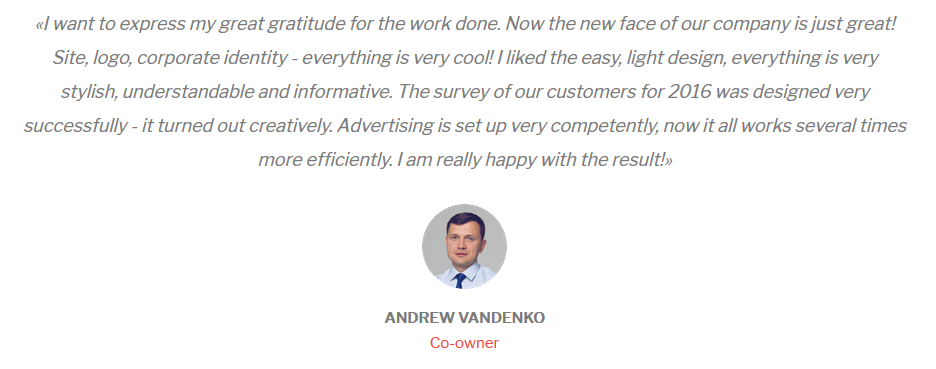 «I want to express my great gratitude for the work done. Now the new face of our company is just great!
Site, logo, corporate identity - everything is very cool! I liked the easy, light design, everything is very
stylish, understandable and informative. The survey of our customers for 2016 was designed very
successfully - it turned out creatively. Advertising is set up very competently, now it all works several times
more efficiently. I am really happy with the result!»
ANDREW VANDENKO
Co-owner